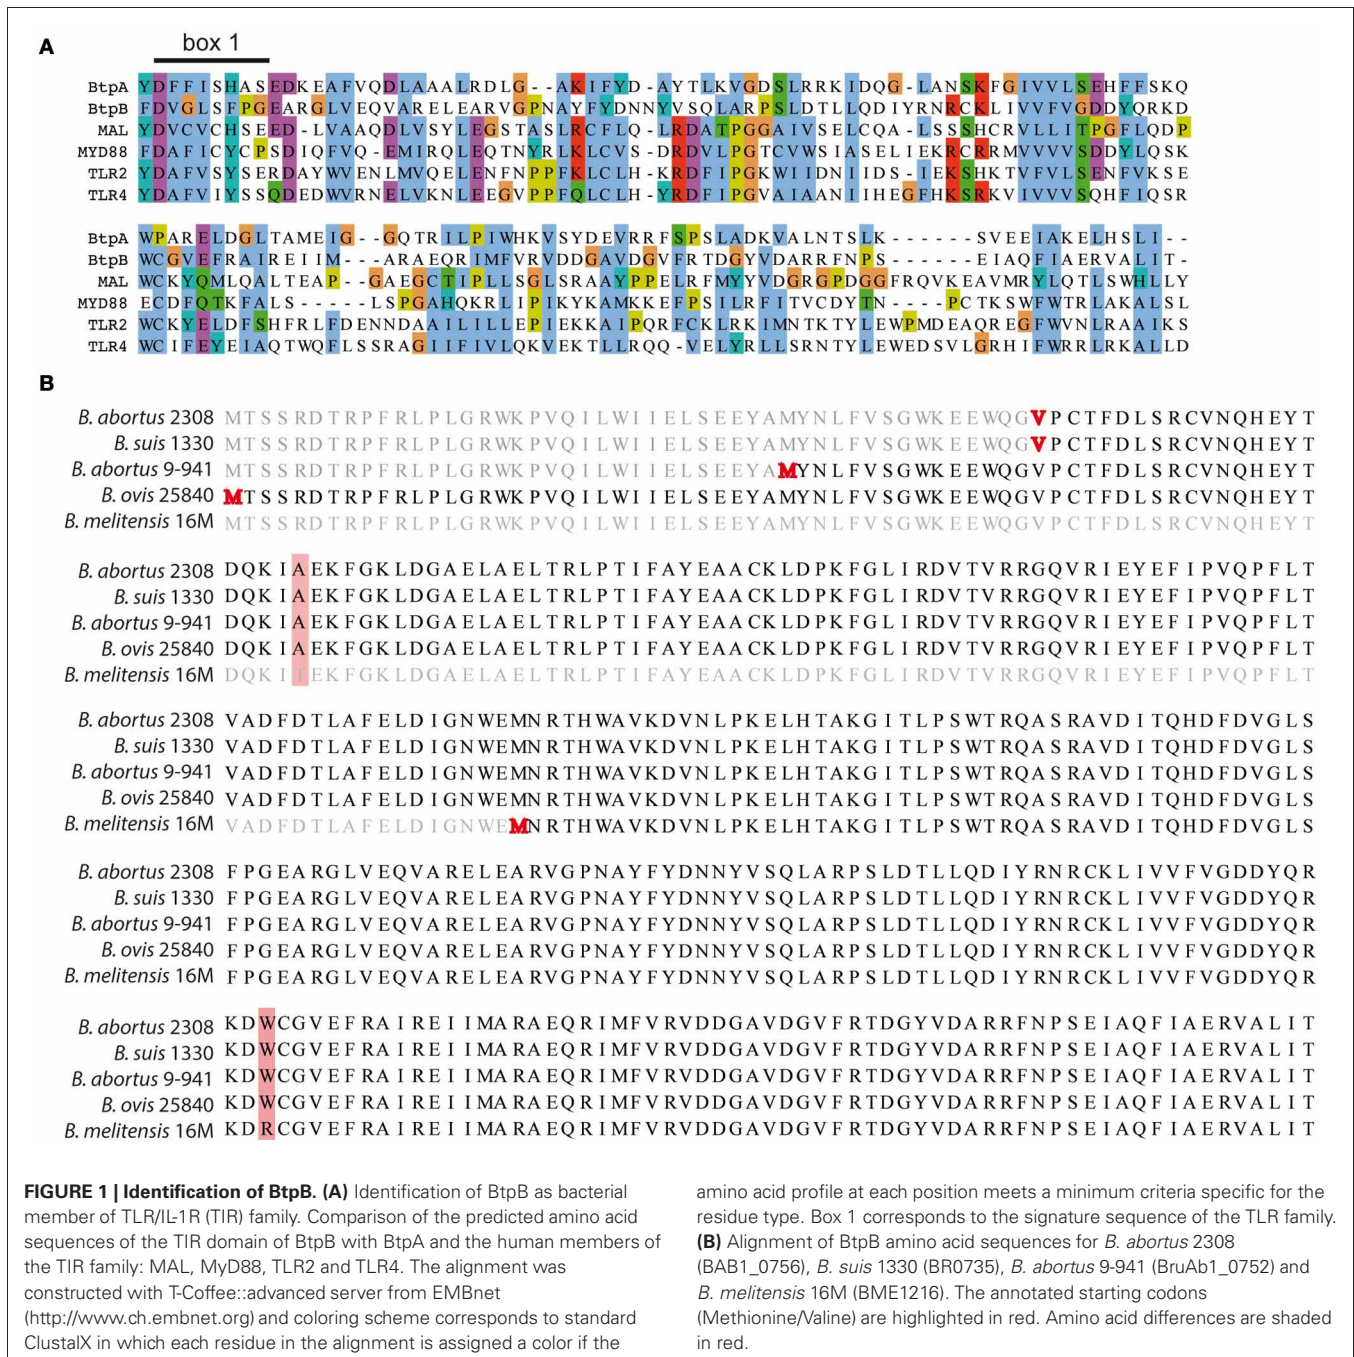 A
box 1
BtpA YDFFISHASEDKEAFVQDLAAALRDLG--AKIFYD-AYTLKVGDSLRRKIDQG-LANSKFGIVVLSEHFFSKQ
BtpB FDVGLSFPGEARGLVEQVARELEARVGPNAYFYDNNYVSQLARPSLDTLLQDIYRNRCKLIVVFVGDDYQRKD
MAL YDVCVCHSEED-LVAAQDLVSYLEGSTASLRCFLQ-LRDATPGGAIVSELCQA-LSSSHCRVLLITPGFLQDP
MYD88 FDAFICYCPSDIQFVQ-EMIRQLEQTNYRLKLCVS-DRDVLPGTCVWSIASELIEKRCRRMVVVVSDDYLQSK
TLR2 YDAFVSYSERDAYWVENLMVQELENFNPPFKLCLH-KRDFIPGKWIIDNIIDS-IEKSHKTVFVLSENFVKSE
TLR4 YDAFVIYSSQDEDWVRNELVKNLEEGVPPFQLCLH-YRDFIPGVAIAANIIHEGFHKSRKVIVVVSQHFIQSR
BtpA WPARELDGLTAMEIG--GQTRILPIWHKVSYDEVRRFSPSLADKVALNTSLK------SVEEIAKELHSLI--
BtpB WCGVEFRAIREIIM---ARAEQRIMFVRVDDGAVDGVFRTDGYVDARRFNPS------EIAQFIAERVALIT-
MAL WCKYQMLQALTEAP--GAEGCTIPLLSGLSRAAYPPELRFMYYVDGRGPDGGFRQVKEAVMRYLQTLSWHLLY
MYD88 ECDFQTKFALS-----LSPGAHQKRLIPIKYKAMKKEFPSILRFITVCDYTN-----PCTKSWFWTRLAKALSL
TLR2 WCKYELDFSHFRLFDENNDAAILILLEPIEKKAIPQRFCKLRKIMNTKTYLEWPMDEAQREGFWVNLRAAIKS
TLR4 WCIFEYEIAQTWQFLSSRAGIIFIVLQKVEKTLLRQQ-VELYRLLSRNTYLEWEDSVLGRHIFWRRLRKALLD
B
B. abortus 2308 MTSSRDTRPFRLPLGRWKPVQILWIIELSEEYAMYNLFVSGWKEEWQGVPCTFDLSRCVNQHEYT
B. suis 1330 MTSSRDTRPFRLPLGRWKPVQILWIIELSEEYAMYNLFVSGWKEEWQGVPCTFDLSRCVNQHEYT
B. abortus 9-941 MTSSRDTRPFRLPLGRWKPVQILWIIELSEEYAMYNLFVSGWKEEWQGVPCTFDLSRCVNQHEYT
B. ovis 25840 MTSSRDTRPFRLPLGRWKPVQILWIIELSEEYAMYNLFVSGWKEEWQGVPCTFDLSRCVNQHEYT
B. melitensis 16M MTSSRDTRPFRLPLGRWKPVQILWIIELSEEYAMYNLFVSGWKEEWQGVPCTFDLSRCVNQHEYT
B. abortus 2308 DQKIAEKFGKLDGAELAELTRLPTIFAYEAACKLDPKFGLIRDVTVRRGQVRIEYEFIPVQPFLT
B. suis 1330 DQKIAEKFGKLDGAELAELTRLPTIFAYEAACKLDPKFGLIRDVTVRRGQVRIEYEFIPVQPFLT
B. abortus 9-941 DQKIAEKFGKLDGAELAELTRLPTIFAYEAACKLDPKFGLIRDVTVRRGQVRIEYEFIPVQPFLT
B. ovis 25840 DQKIAEKFGKLDGAELAELTRLPTIFAYEAACKLDPKFGLIRDVTVRRGQVRIEYEFIPVQPFLT
B. melitensis 16M DQKITEKFGKLDGAELAELTRLPTIFAYEAACKLDPKFGLIRDVTVRRGQVRIEYEFIPVQPFLT
B. abortus 2308 VADFDTLAFELDIGNWEMNRTHWAVKDVNLPKELHTAKGITLPSWTRQASRAVDITQHDFDVGLS
B. suis 1330 VADFDTLAFELDIGNWEMNRTHWAVKDVNLPKELHTAKGITLPSWTRQASRAVDITQHDFDVGLS
B. abortus 9-941 VADFDTLAFELDIGNWEMNRTHWAVKDVNLPKELHTAKGITLPSWTRQASRAVDITQHDFDVGLS
B. ovis 25840 VADFDTLAFELDIGNWEMNRTHWAVKDVNLPKELHTAKGITLPSWTRQASRAVDITQHDFDVGLS
B. melitensis 16M VADFDTLAFELDIGNWEMNRTHWAVKDVNLPKELHTAKGITLPSWTRQASRAVDITQHDFDVGLS
B. abortus 2308 FPGEARGLVEQVARELEARVGPNAYFYDNNYVSQLARPSLDTLLQDIYRNRCKLIVVFVGDDYQR
B. suis 1330 FPGEARGLVEQVARELEARVGPNAYFYDNNYVSQLARPSLDTLLQDIYRNRCKLIVVFVGDDYQR
B. abortus 9-941 FPGEARGLVEQVARELEARVGPNAYFYDNNYVSQLARPSLDTLLQDIYRNRCKLIVVFVGDDYQR
B. ovis 25840 FPGEARGLVEQVARELEARVGPNAYFYDNNYVSQLARPSLDTLLQDIYRNRCKLIVVFVGDDYQR
B. melitensis 16M FPGEARGLVEQVARELEARVGPNAYFYDNNYVSQLARPSLDTLLQDIYRNRCKLIVVFVGDDYQR
B. abortus 2308 KDWCGVEFRAIREIIMARAEQRIMFVRVDDGAVDGVFRTDGYVDARRFNPSEIAQFIAERVALIT
B. suis 1330 KDWCGVEFRAIREIIMARAEQRIMFVRVDDGAVDGVFRTDGYVDARRFNPSEIAQFIAERVALIT
B. abortus 9-941 KDWCGVEFRAIREIIMARAEQRIMFVRVDDGAVDGVFRTDGYVDARRFNPSEIAQFIAERVALIT
B. ovis 25840 KDWCGVEFRAIREIIMARAEQRIMFVRVDDGAVDGVFRTDGYVDARRFNPSEIAQFIAERVALIT
B. melitensis 16M KDRCGVEFRAIREIIMARAEQRIMFVRVDDGAVDGVFRTDGYVDARRFNPSEIAQFIAERVALIT
FIGURE 1 | Identification of BtpB. (A) Identification of BtpB as bacterial
member of TLR/IL-1R (TIR) family. Comparison of the predicted amino acid
sequences of the TIR domain of BtpB with BtpA and the human members of
the TIR family: MAL, MyD88, TLR2 and TLR4. The alignment was
constructed with T-Coffee::advanced server from EMBnet
(http://www.ch.embnet.org) and coloring scheme corresponds to standard
ClustalX in which each residue in the alignment is assigned a color if the
amino acid profile at each position meets a minimum criteria specific for the
residue type. Box 1 corresponds to the signature sequence of the TLR family.
(B) Alignment of BtpB amino acid sequences for B. abortus 2308
(BAB1_0756), B. suis 1330 (BR0735), B. abortus 9-941 (BruAb1_0752) and
B. melitensis 16M (BME1216). The annotated starting codons
(Methionine/Valine) are highlighted in red. Amino acid differences are shaded
in red.